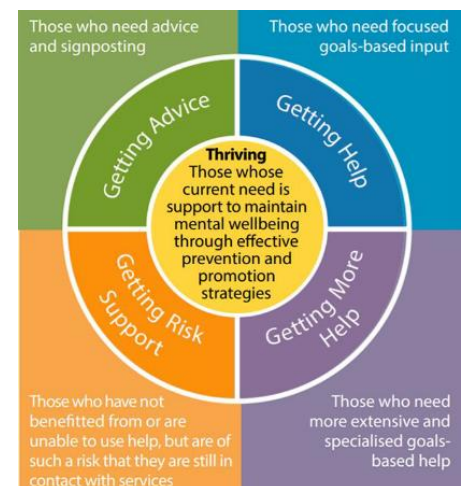 Those who need advice
and signposting
Those who need focused
goals-based input
Getting Advice
Getting Help
Thriving
Those whose
current need is
support to maintain
mental wellbeing
through effective
prevention and
promotion
strategies
Getting Risk
Support
Getting More
Help
Those who have not
benefitted from or are
unable to use help, but are of
such a risk that they are still in
contact with services
Those who need
more extensive and
specialised goals-
based help